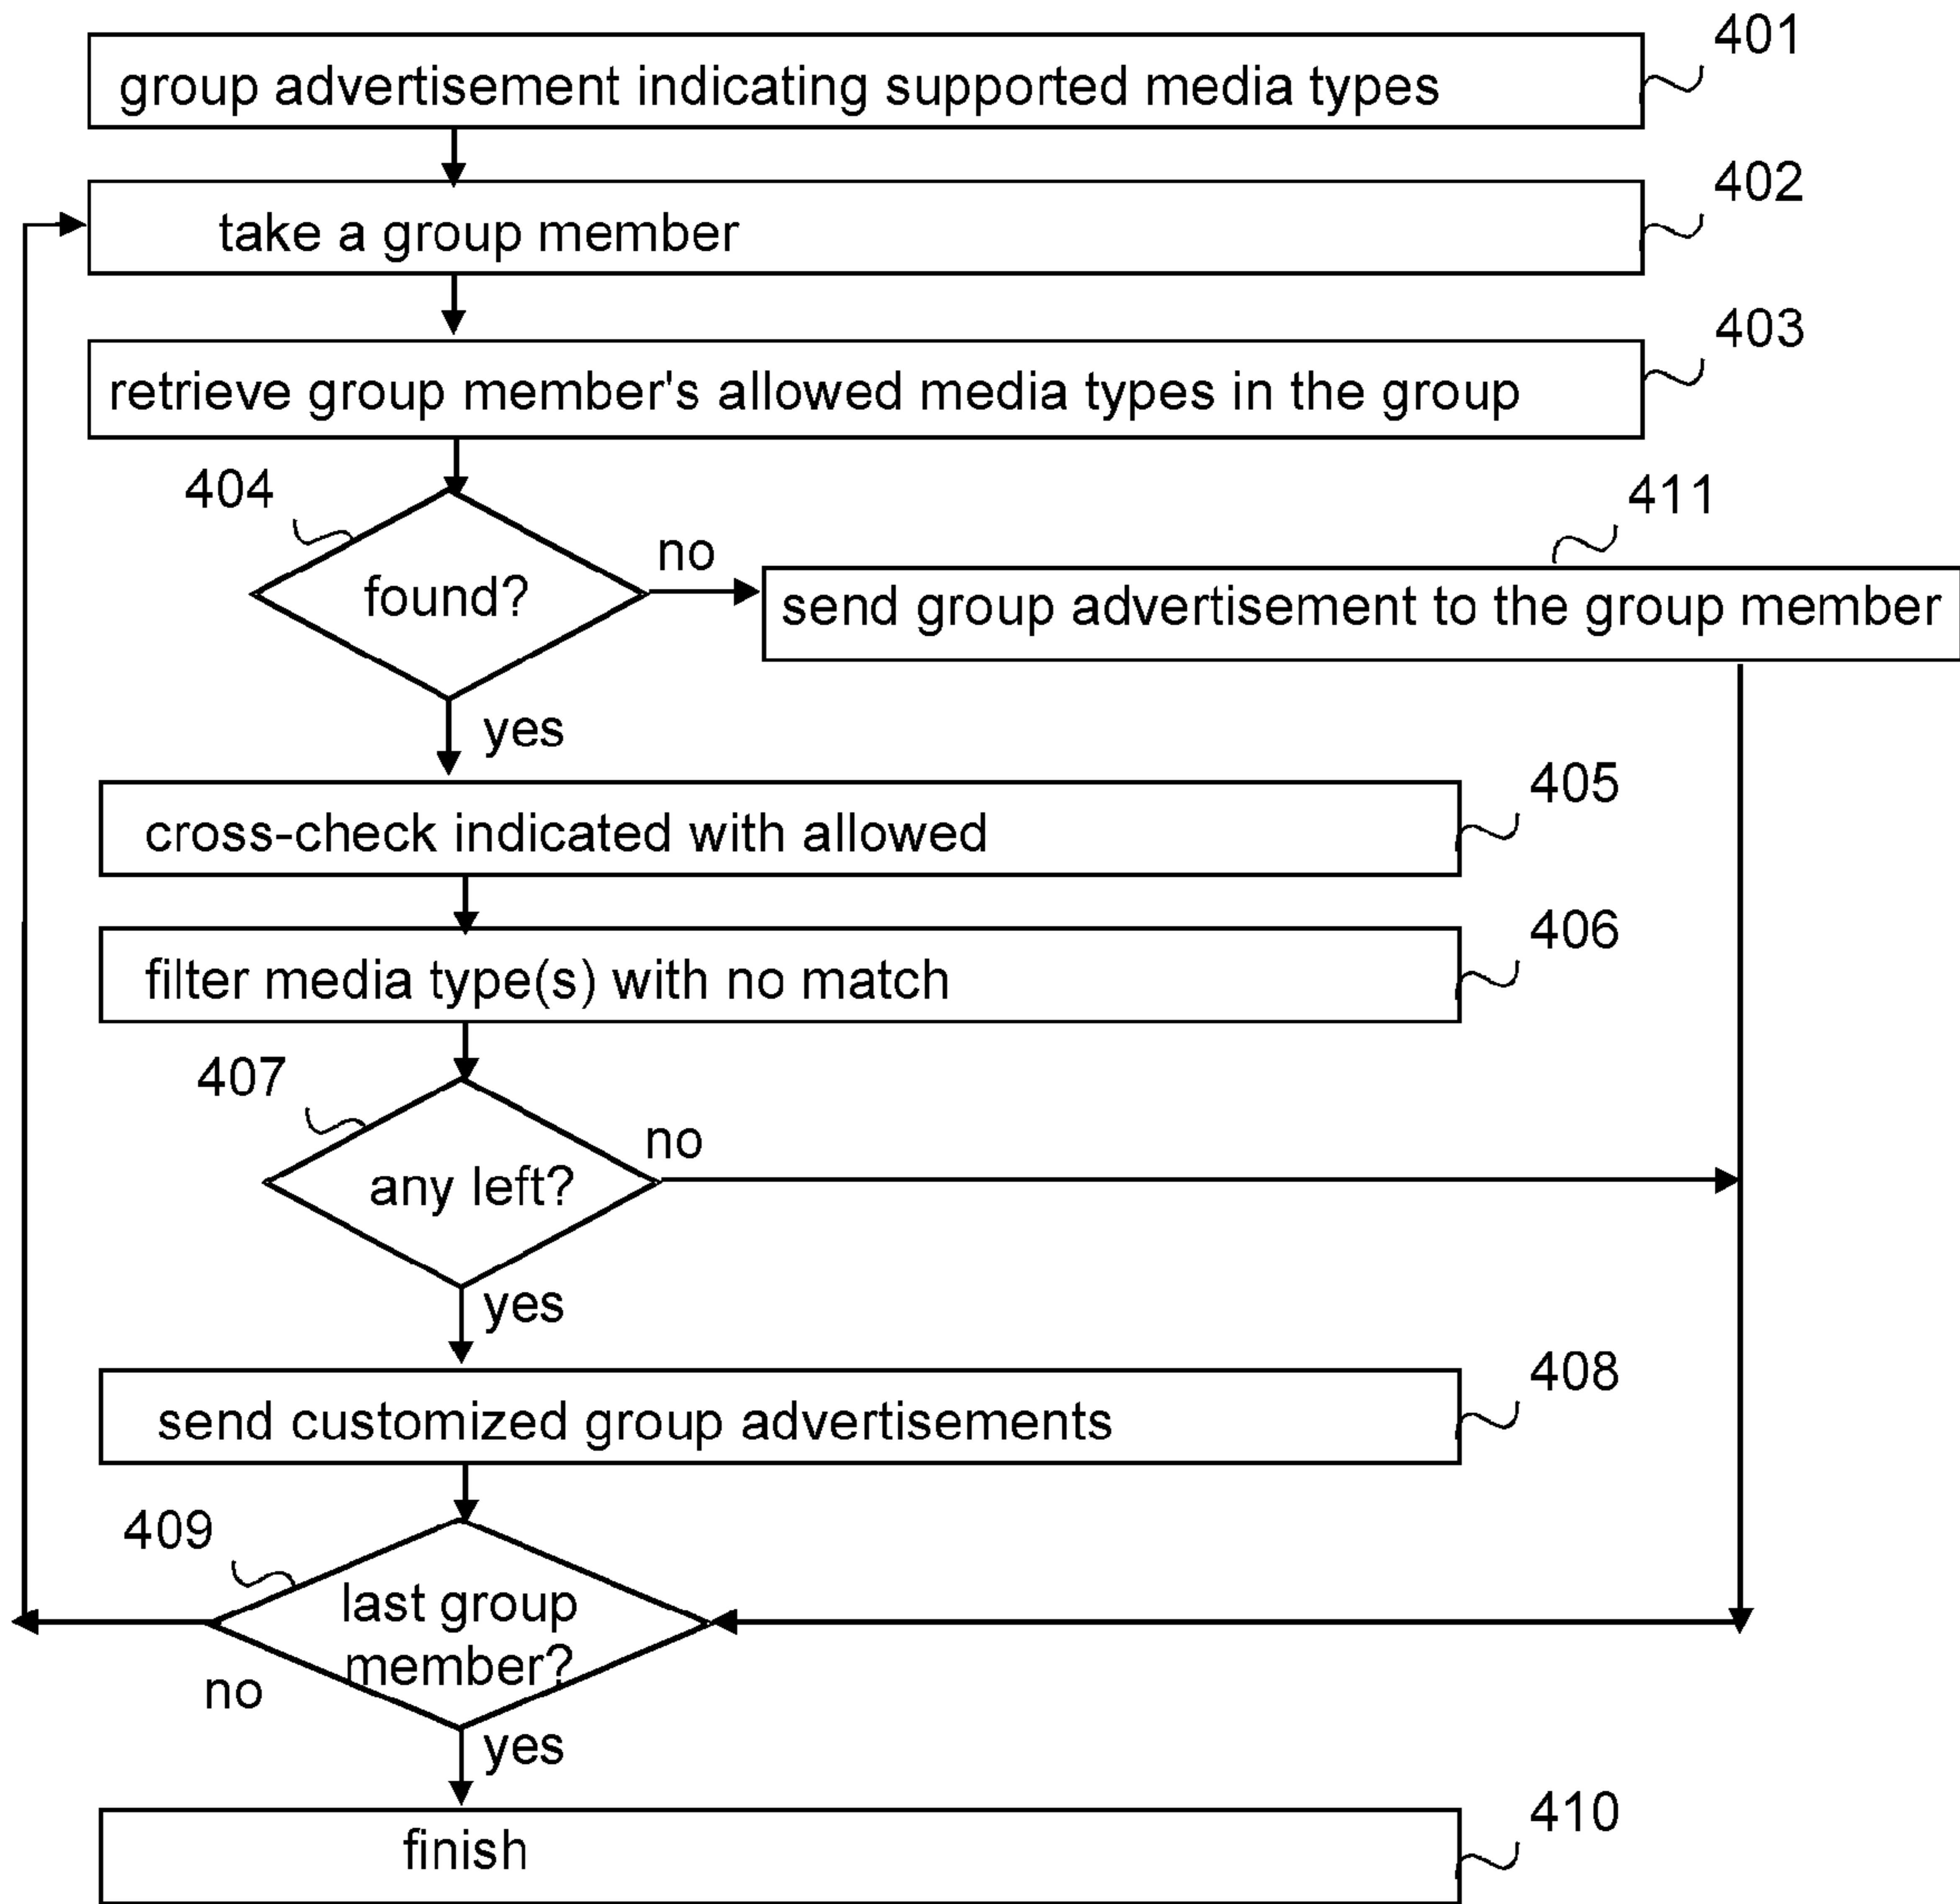 401
group advertisement indicating supported media types
402
take a group member
403
retrieve group member's allowed media types in the group
404
411
no
found?
send group advertisement to the group member
yes
405
cross-check indicated with allowed
406
filter media type(s) with no match
407
no
any left?
yes
408
send customized group advertisements
409
last group
member?
no
yes
410
finish